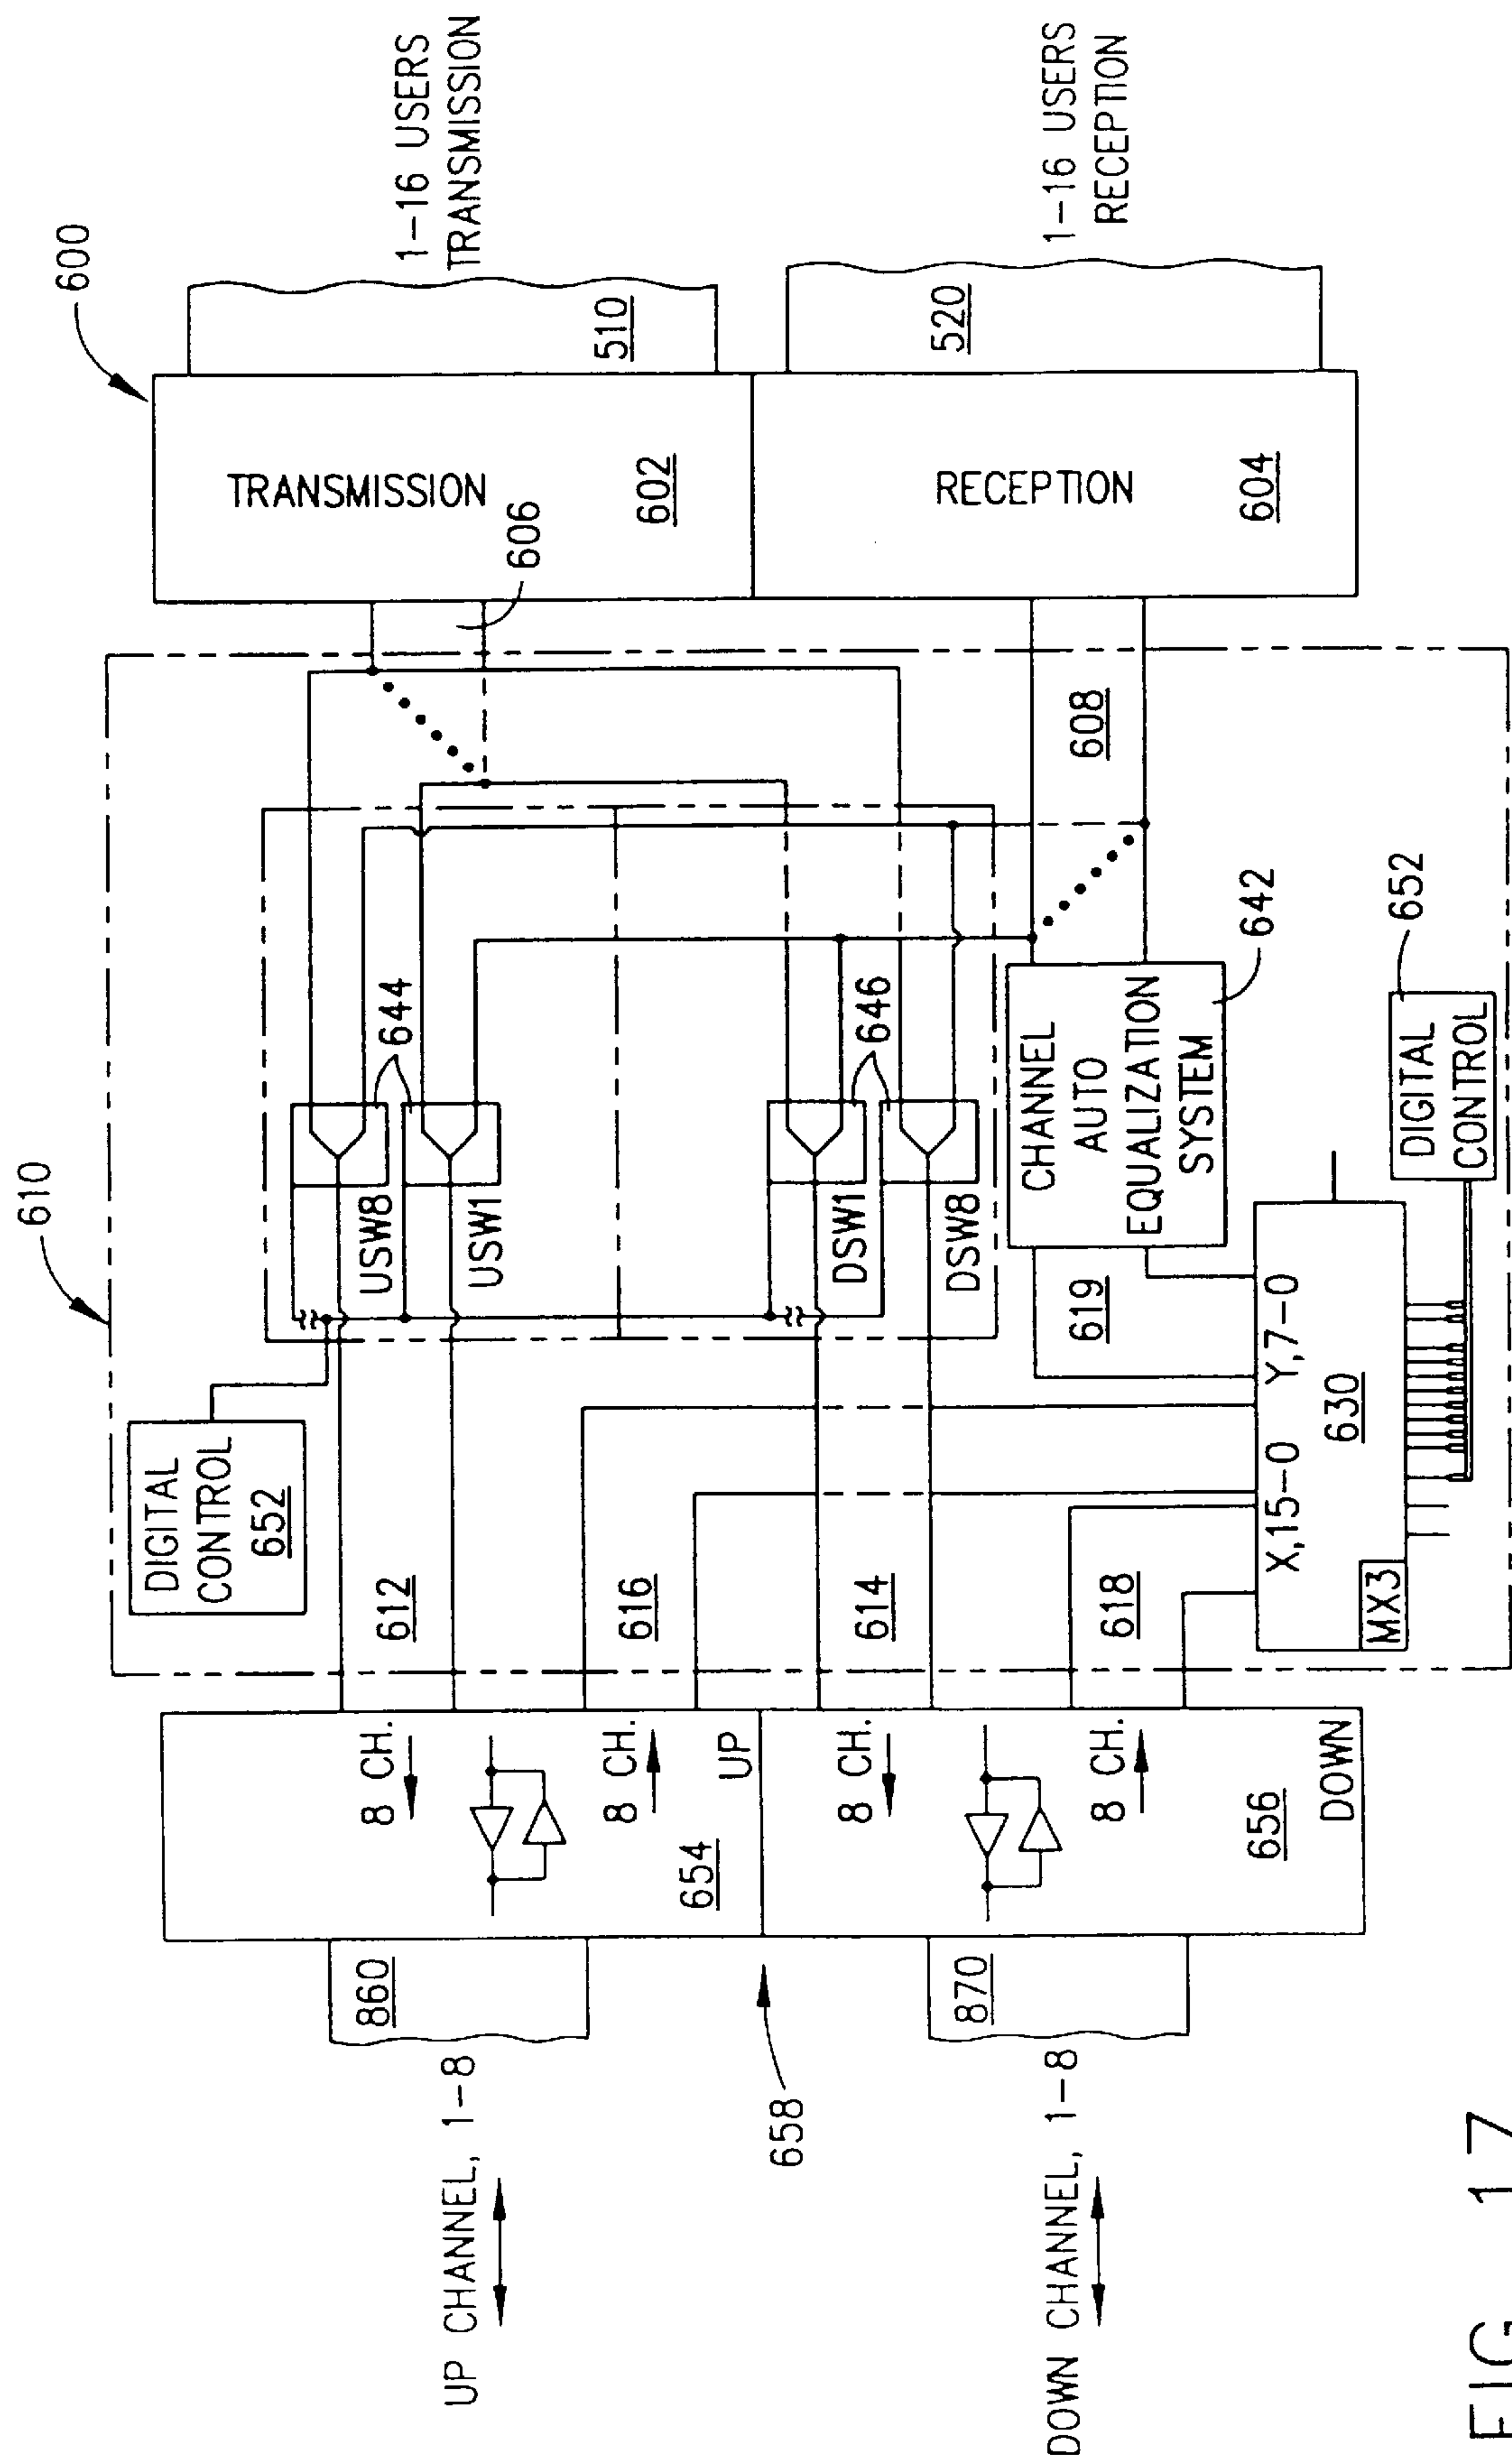 610
600
1-16 USERS
TRANSMISSION
1-16 USERS
RECEPTION
510
520
TRANSMISSION
602
RECEPTION
604
606
608
DIGITAL
CONTROL
652
644
USW8
USW1
646
DSW1
DSW8
CHANNEL
AUTO
EQUALIZATION
SYSTEM
642
652
DIGITAL
CONTROL
619
X,15-0 Y,7-0
630
MX3
612
616
614
618
8 CH.
8 CH.
UP
654
8 CH.
8 CH.
656
DOWN
860
870
658
UP CHANNEL, 1-8
DOWN CHANNEL, 1-8
FIG. 17